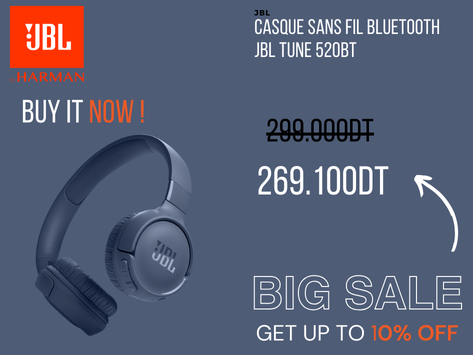 JBL
HARMAN
BUY IT NOW !
JBL
JBL
CASQUE SANS FIL BLUETOOTH
JBL TUNE 520BT
299.000DT
269.100DT
BIG SALE
GET UP TO 10% OFF